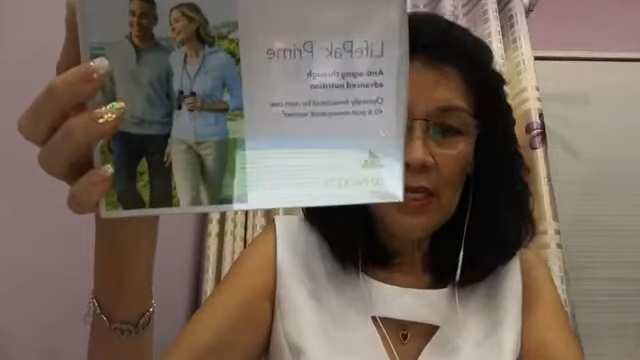 LifePak Prime
Anti-aging through
advanced nutrition
Optimally formulated for men over
40 & post-menopausal women*